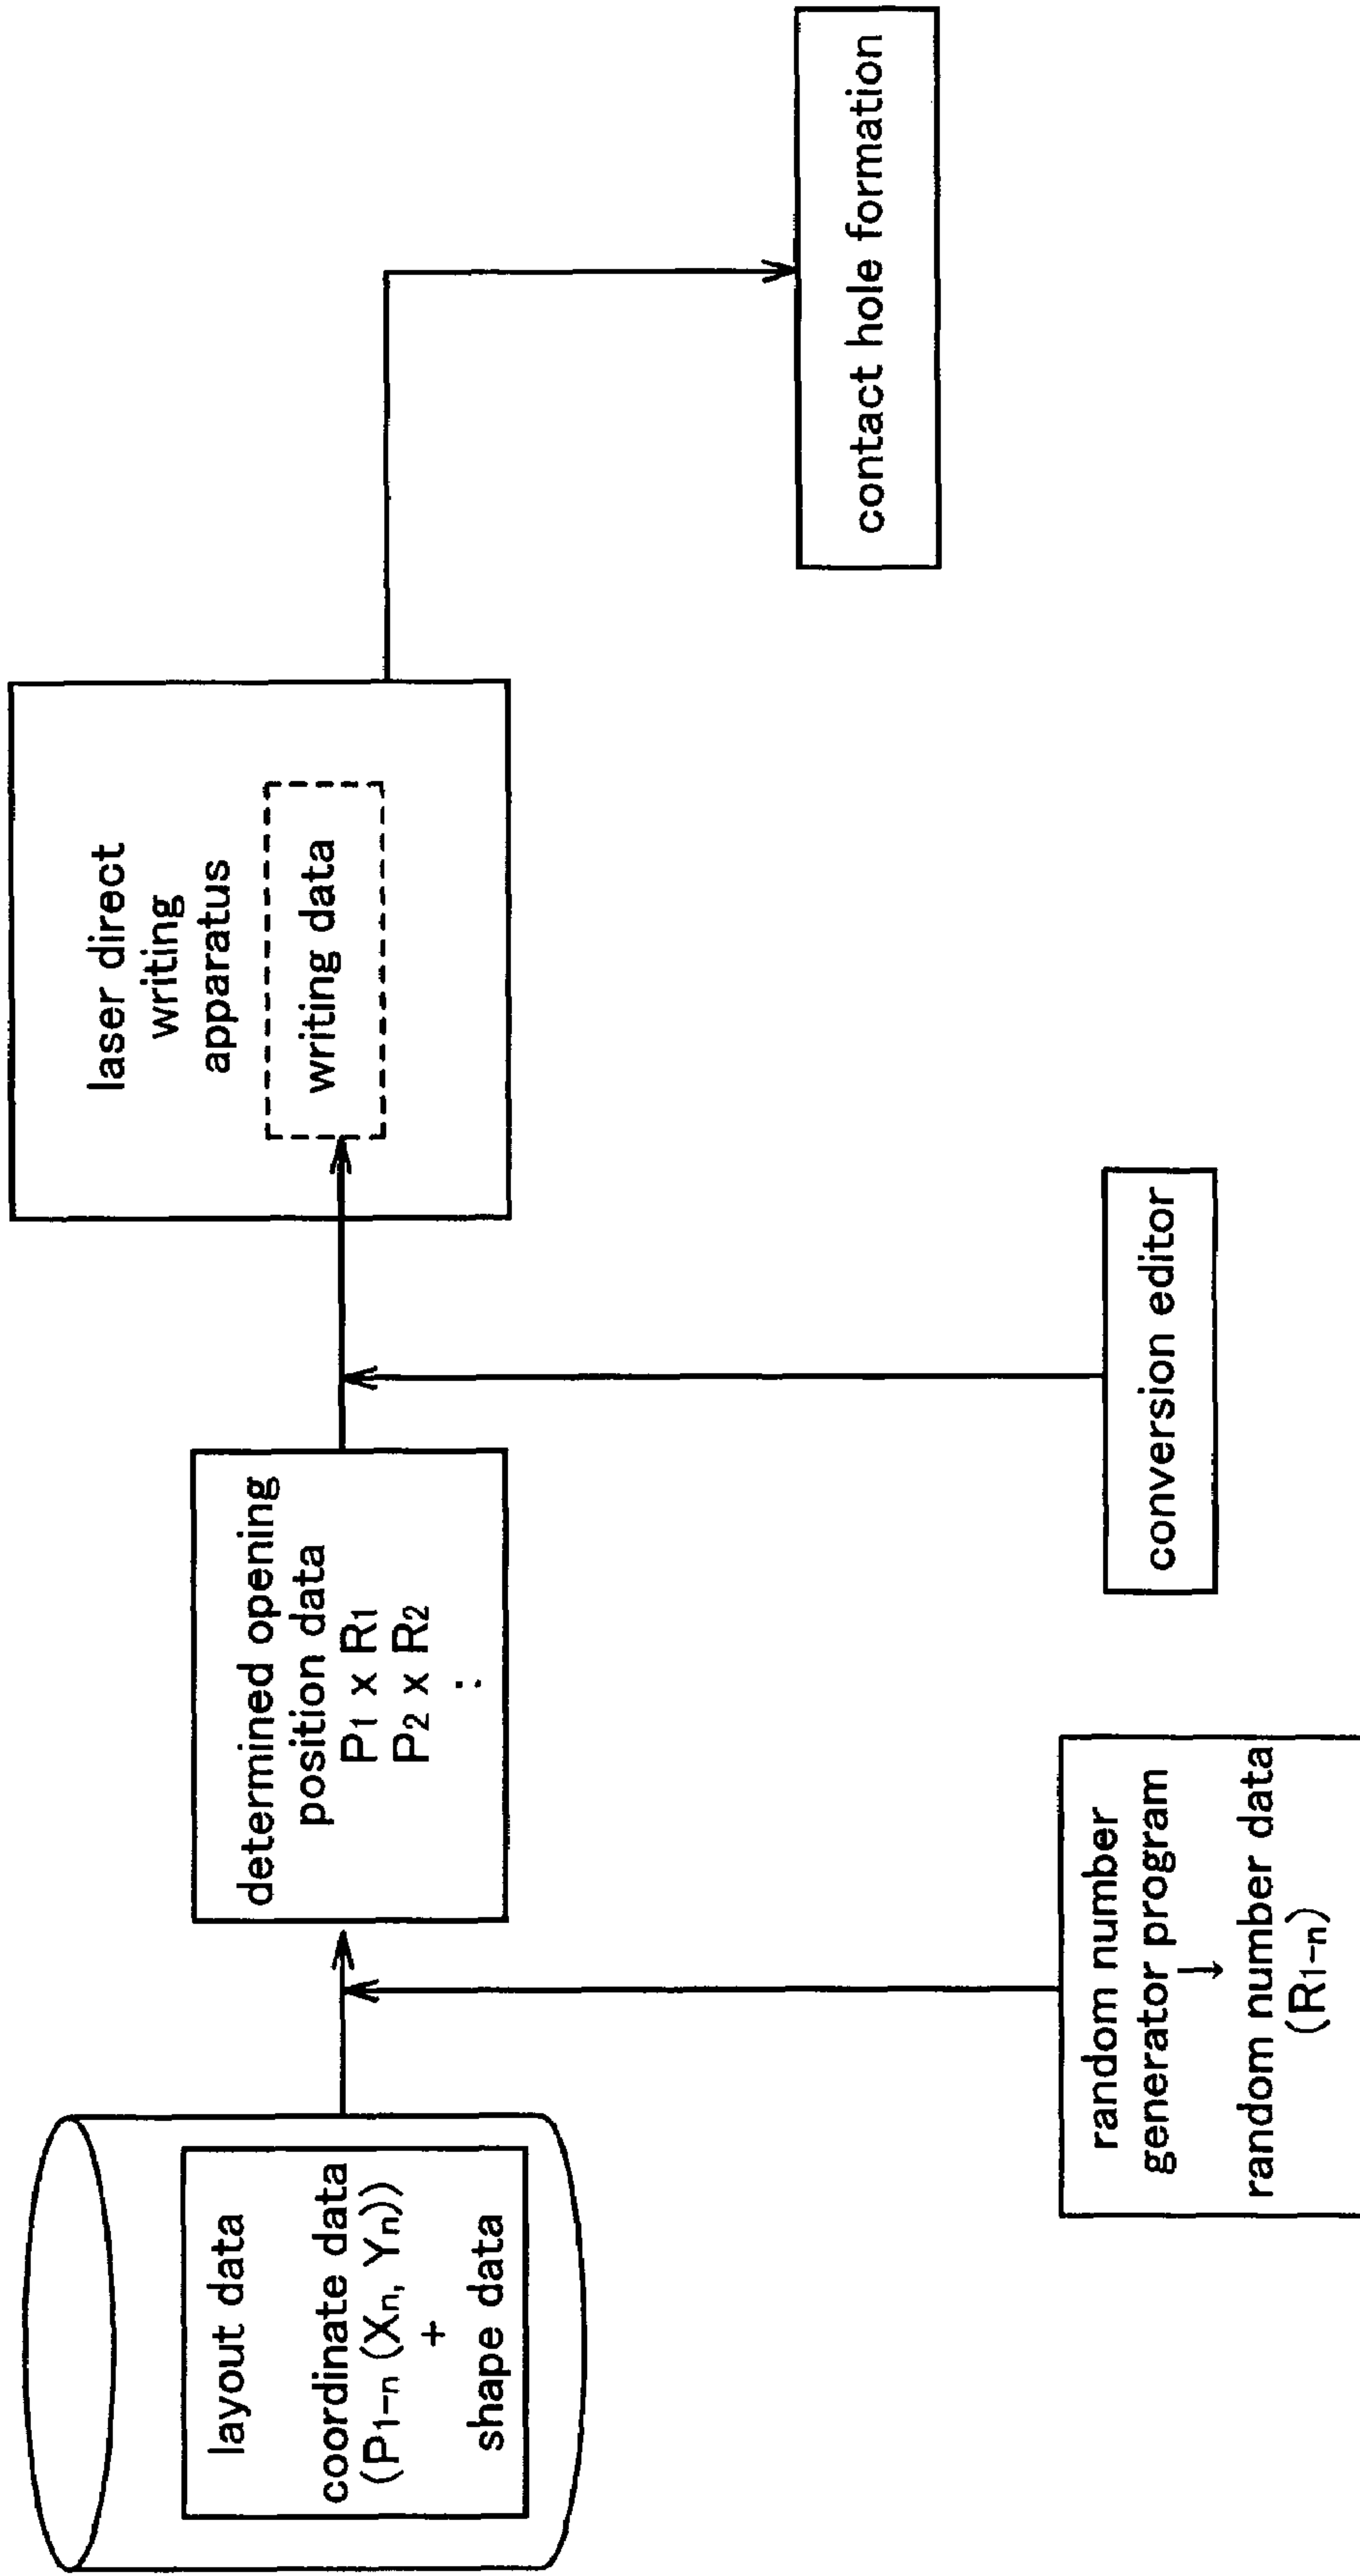 layout data
coordinate data
(P1-n (Xn, Yn))
+
shape data
random number
generator program
↓
random number data
(R1-n)
determined opening
position data
P1 x R1
P2 x R2
⋮
conversion editor
laser direct
writing
apparatus
writing data
contact hole formation